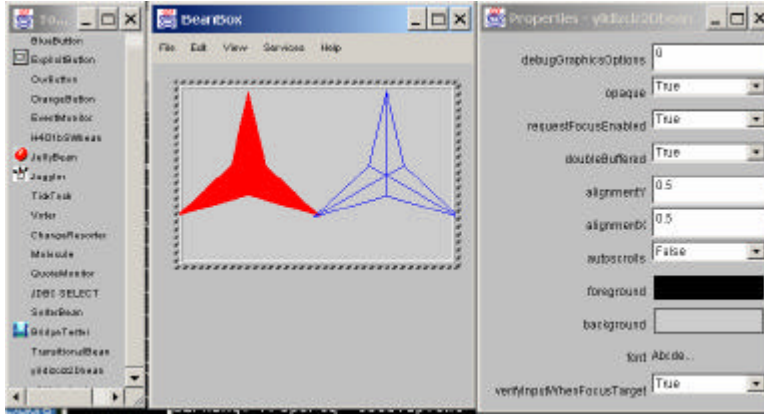 To...
BlueButton
ExplicitButton
OurButton
OrangeButton
EventMonitor
JellyBean
Juggler
TickTock
Voter
ChangeReporter
Molecule
QuoteMonitor
JDBC SELECT
SorterBean
BridgeTester
TransitionalBean
BeanBox
File Edit View Services Help
Properties -
debugGraphicsOptions 0
opaque True
requestFocusEnabled True
doubleBuffered True
alignmentY 0.5
alignmentX 0.5
autoscrolls False
foreground
background
font Abcde...
verifyInputWhenFocusTarget True